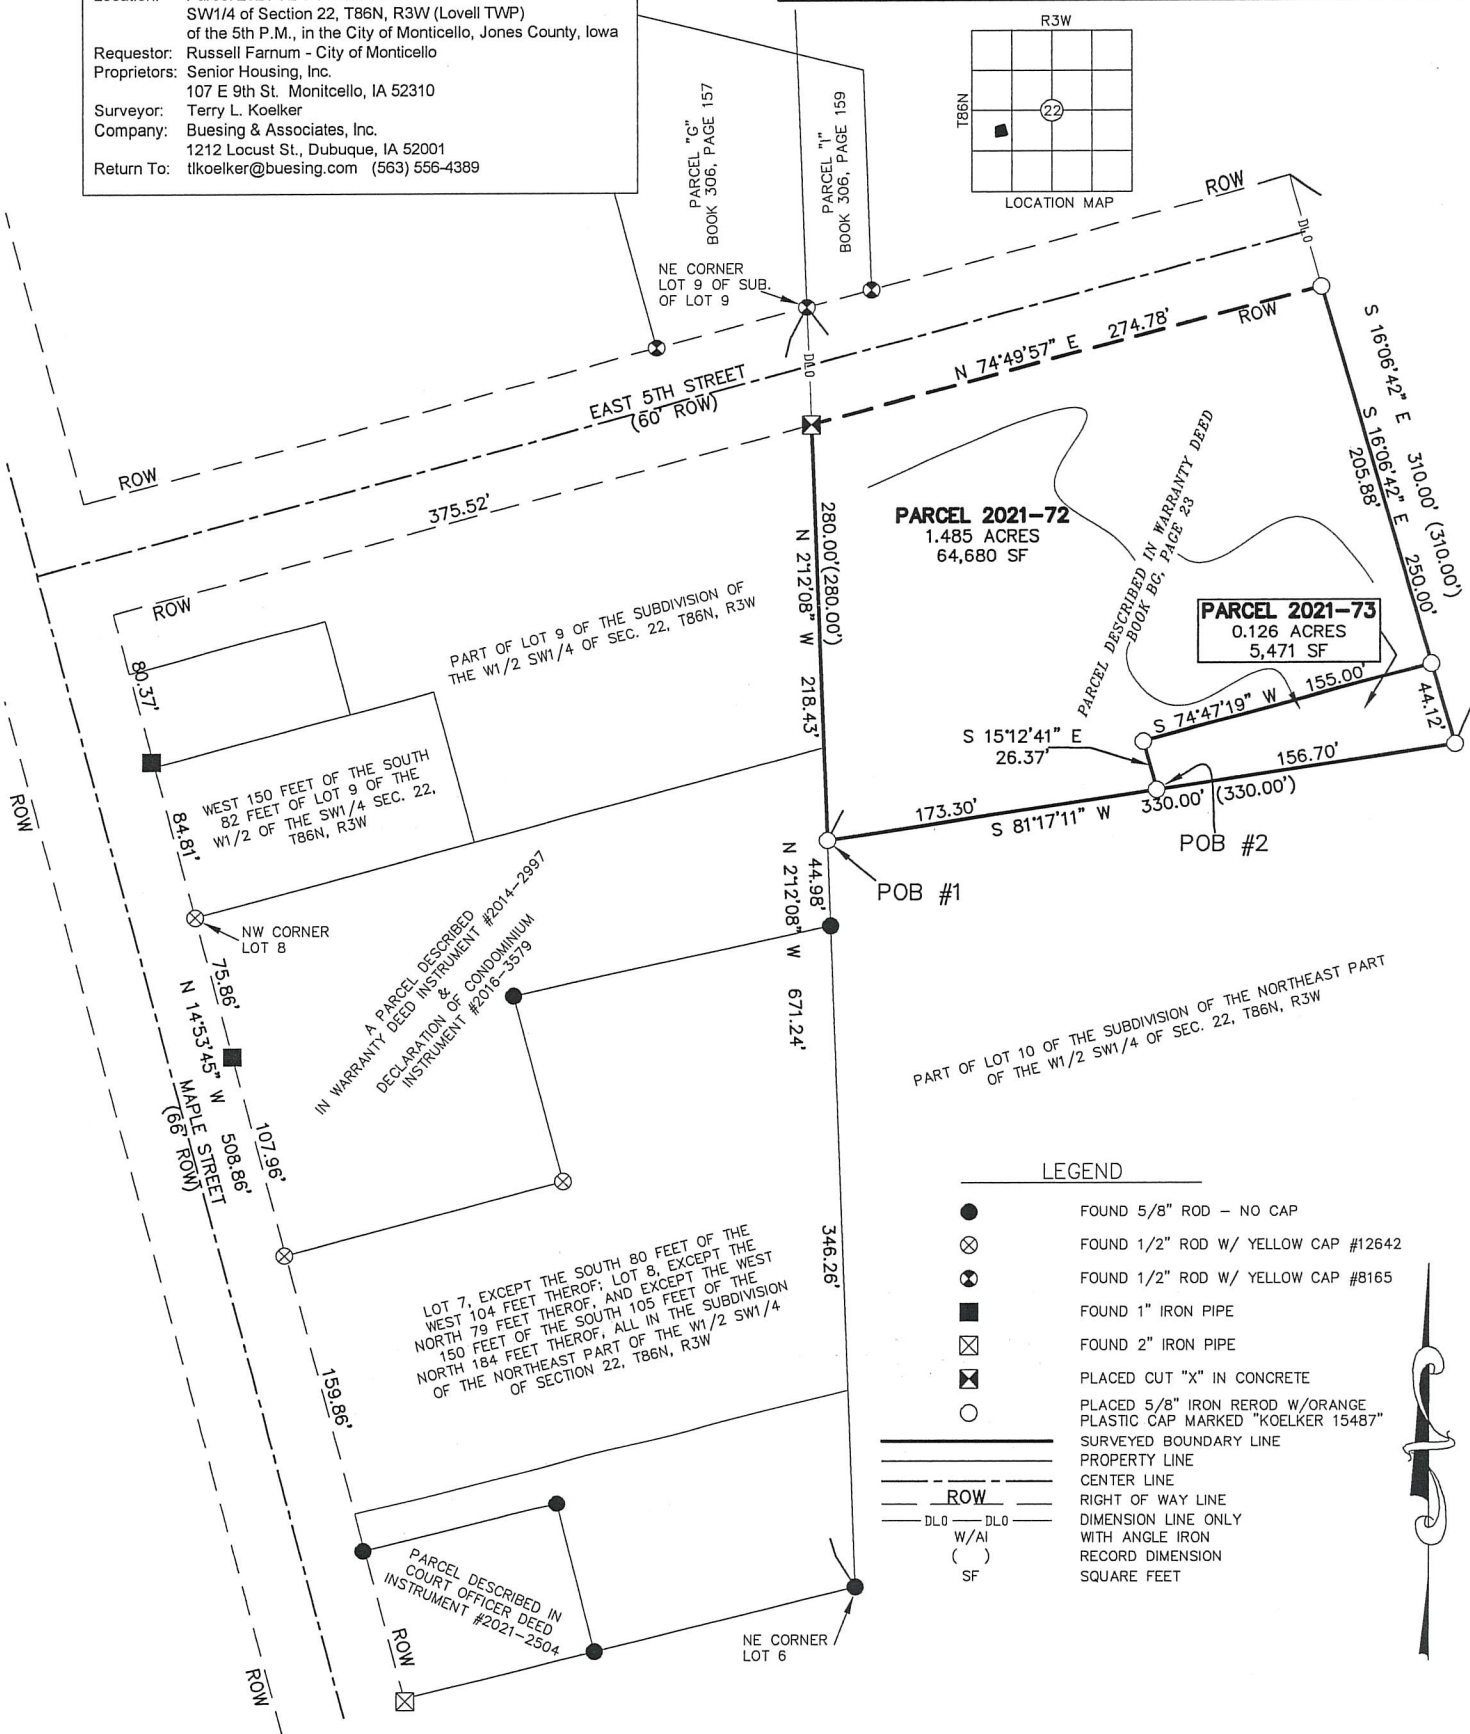 SW1/4 of Section 22, T86N, R3W (Lovell TWP)
of the 5th P.M., in the City of Monticello, Jones County, Iowa
Requestor: Russell Farnum - City of Monticello
Proprietors: Senior Housing, Inc.
107 E 9th St. Monitcello, IA 52310
Surveyor: Terry L. Koelker
Company: Buesing & Associates, Inc.
1212 Locust St., Dubuque, IA 52001
Return To: tlkoelker@buesing.com (563) 556-4389
PARCEL "G"
BOOK 306, PAGE 157
PARCEL "I"
BOOK 306, PAGE 159
R3W
T86N
22
LOCATION MAP
ROW
DLO
NE CORNER
LOT 9 OF SUB.
OF LOT 9
DLO
N 74°49'57" E 274.78'
ROW
EAST 5TH STREET
(60' ROW)
ROW
375.52'
ROW
S 16°06'42" E 310.00' (310.00')
S 16°06'42" E 250.00'
205.88'
PARCEL 2021-72
1.485 ACRES
64,680 SF
PARCEL DESCRIBED IN WARRANTY DEED
BOOK BG, PAGE 23
PARCEL 2021-73
0.126 ACRES
5,471 SF
280.00'(280.00')
N 2°12'08" W 218.43'
PART OF LOT 9 OF THE SUBDIVISION OF
THE W1/2 SW1/4 OF SEC. 22, T86N, R3W
80.37'
155.00'
S 74°47'19" W
44.12'
S 15°12'41" E
26.37'
156.70'
173.30'
S 81°17'11" W 330.00' (330.00')
POB #2
POB #1
WEST 150 FEET OF THE SOUTH
82 FEET OF LOT 9 OF THE
W1/2 OF THE SW1/4 SEC. 22,
T86N, R3W
ROW
84.81'
NW CORNER
LOT 8
44.98'
N 2°12'08" W 671.24'
A PARCEL DESCRIBED
IN WARRANTY DEED INSTRUMENT #2014-2997
&
DECLARATION OF CONDOMINIUM
INSTRUMENT #2016-3579
75.86'
N 14°53'45" W 508.86'
MAPLE STREET
(66' ROW)
107.96'
PART OF LOT 10 OF THE SUBDIVISION OF THE NORTHEAST PART
OF THE W1/2 SW1/4 OF SEC. 22, T86N, R3W
LOT 7, EXCEPT THE SOUTH 80 FEET OF THE
WEST 104 FEET THEROF; LOT 8, EXCEPT THE
NORTH 79 FEET THEROF, AND EXCEPT THE WEST
150 FEET OF THE SOUTH 105 FEET OF THE
NORTH 184 FEET THEROF, ALL IN THE SUBDIVISION
OF THE NORTHEAST PART OF THE W1/2 SW1/4
OF SECTION 22, T86N, R3W
346.26'
159.86'
PARCEL DESCRIBED IN
COURT OFFICER DEED
INSTRUMENT #2021-2504
ROW
ROW
NE CORNER
LOT 6
LEGEND
FOUND 5/8" ROD - NO CAP
FOUND 1/2" ROD W/ YELLOW CAP #12642
FOUND 1/2" ROD W/ YELLOW CAP #8165
FOUND 1" IRON PIPE
FOUND 2" IRON PIPE
PLACED CUT "X" IN CONCRETE
PLACED 5/8" IRON REROD W/ORANGE
PLASTIC CAP MARKED "KOELKER 15487"
SURVEYED BOUNDARY LINE
PROPERTY LINE
CENTER LINE
ROW RIGHT OF WAY LINE
DLO DLO DIMENSION LINE ONLY
W/AI WITH ANGLE IRON
( ) RECORD DIMENSION
SF SQUARE FEET